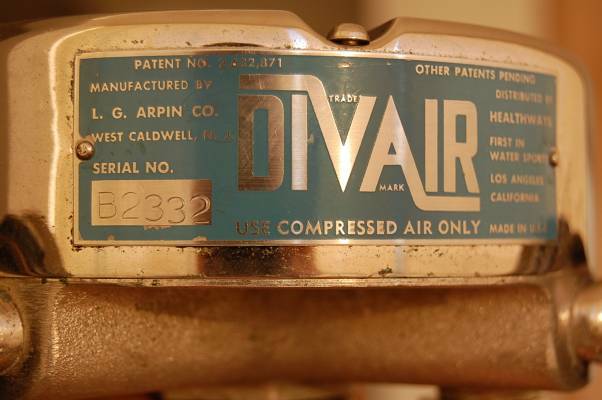 PATENT NO.
MANUFACTURED BY
L. G. ARPIN CO.
WEST CALDWELL, N. J.
SERIAL NO.
B2332
DIVAIR
TRADE
MARK
USE COMPRESSED AIR ONLY
OTHER PATENTS PENDING
DISTRIBUTED BY
HEALTHWAYS
FIRST IN
WATER SPORTS
LOS ANGELES
CALIFORNIA
MADE IN U.S.A.